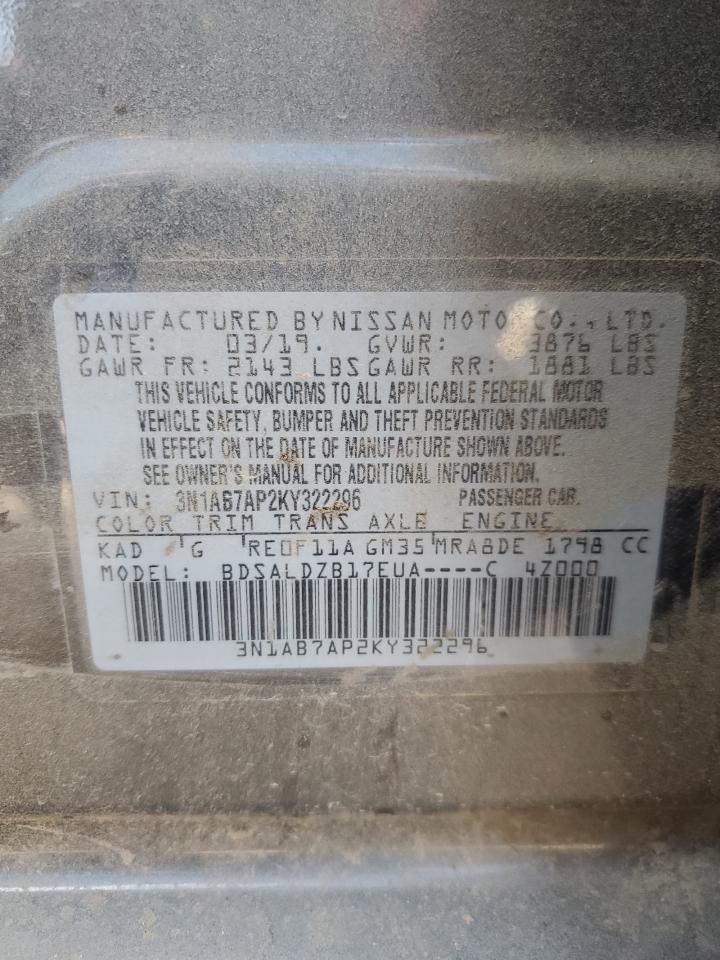 MANUFACTURED BY NISSAN MOTOR CO., LTD.
DATE: 03/19. GVWR: 3876 LBS
GAWR FR: 2143 LBS GAWR RR: 1881 LBS
THIS VEHICLE CONFORMS TO ALL APPLICABLE FEDERAL MOTOR
VEHICLE SAFETY, BUMPER AND THEFT PREVENTION STANDARDS
IN EFFECT ON THE DATE OF MANUFACTURE SHOWN ABOVE.
SEE OWNER'S MANUAL FOR ADDITIONAL INFORMATION.
VIN: 3N1AB7AP2KY322296 PASSENGER CAR.
COLOR TRIM TRANS AXLE ENGINE
KAD G RE0F11A GM35 MRA8DE 1798 CC
MODEL: BDSALDZB17EUA----C 4Z000
3N1AB7AP2KY322296